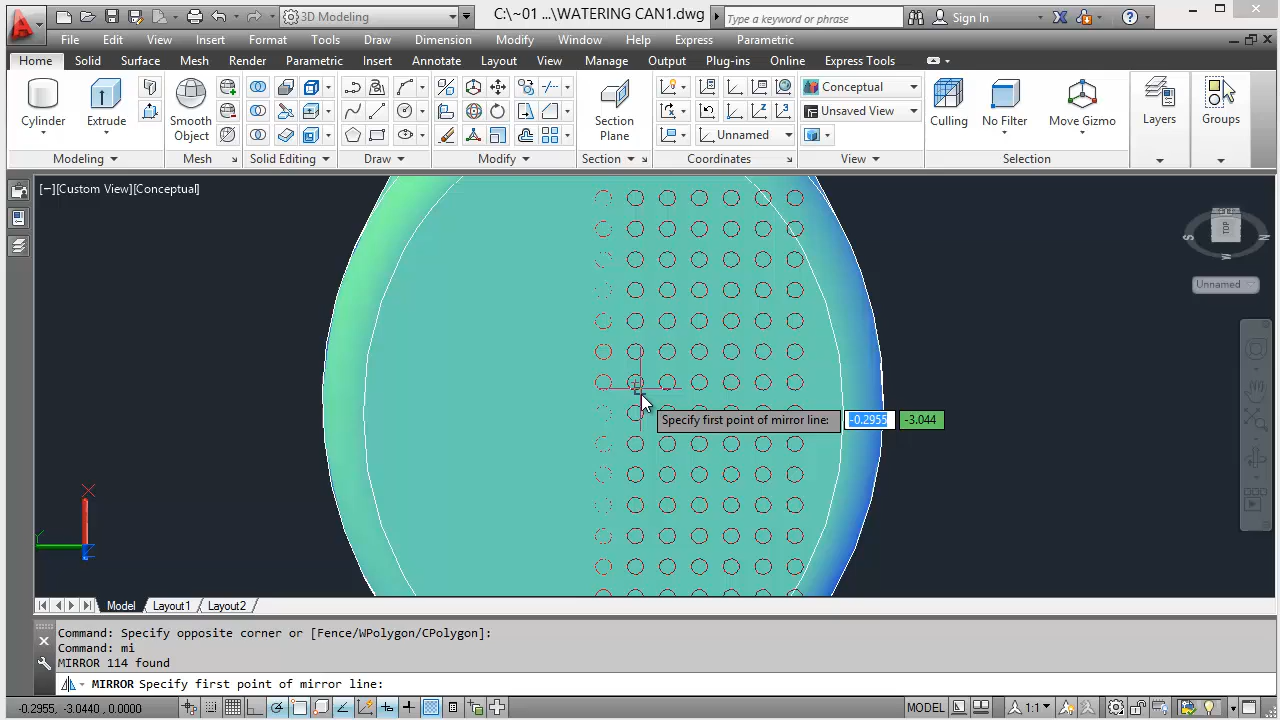 3D Modeling
C:\~01 ...\WATERING CAN1.dwg
Type a keyword or phrase
Sign In
File Edit View Insert Format Tools Draw Dimension Modify Window Help Express Parametric
Home Solid Surface Mesh Render Parametric Insert Annotate Layout View Manage Output Plug-ins Online Express Tools
Cylinder Extrude Smooth Object Section Plane Unnamed Conceptual Unsaved View Culling No Filter Move Gizmo Layers Groups
Modeling Mesh Solid Editing Draw Modify Section Coordinates View Selection
[−][Custom View][Conceptual]
TOP
S N W
Unnamed
Specify first point of mirror line: -0.2955 -3.044
X
Y
Model Layout1 Layout2
Command: Specify opposite corner or [Fence/WPolygon/CPolygon]:
Command: mi
MIRROR 114 found
MIRROR Specify first point of mirror line:
-0.2955, -3.0440, 0.0000
MODEL
1:1